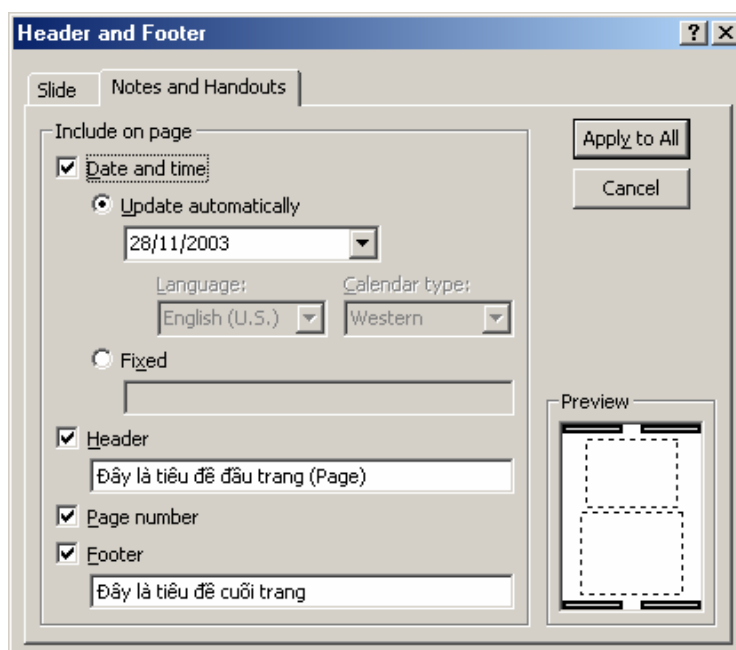 Header and Footer
Slide
Notes and Handouts
Include on page
Date and time
Update automatically
28/11/2003
Language:
Calendar type:
English (U.S.)
Western
Fixed
Header
Đây là tiêu đề đầu trang (Page)
Page number
Footer
Đây là tiêu đề cuối trang
Apply to All
Cancel
Preview